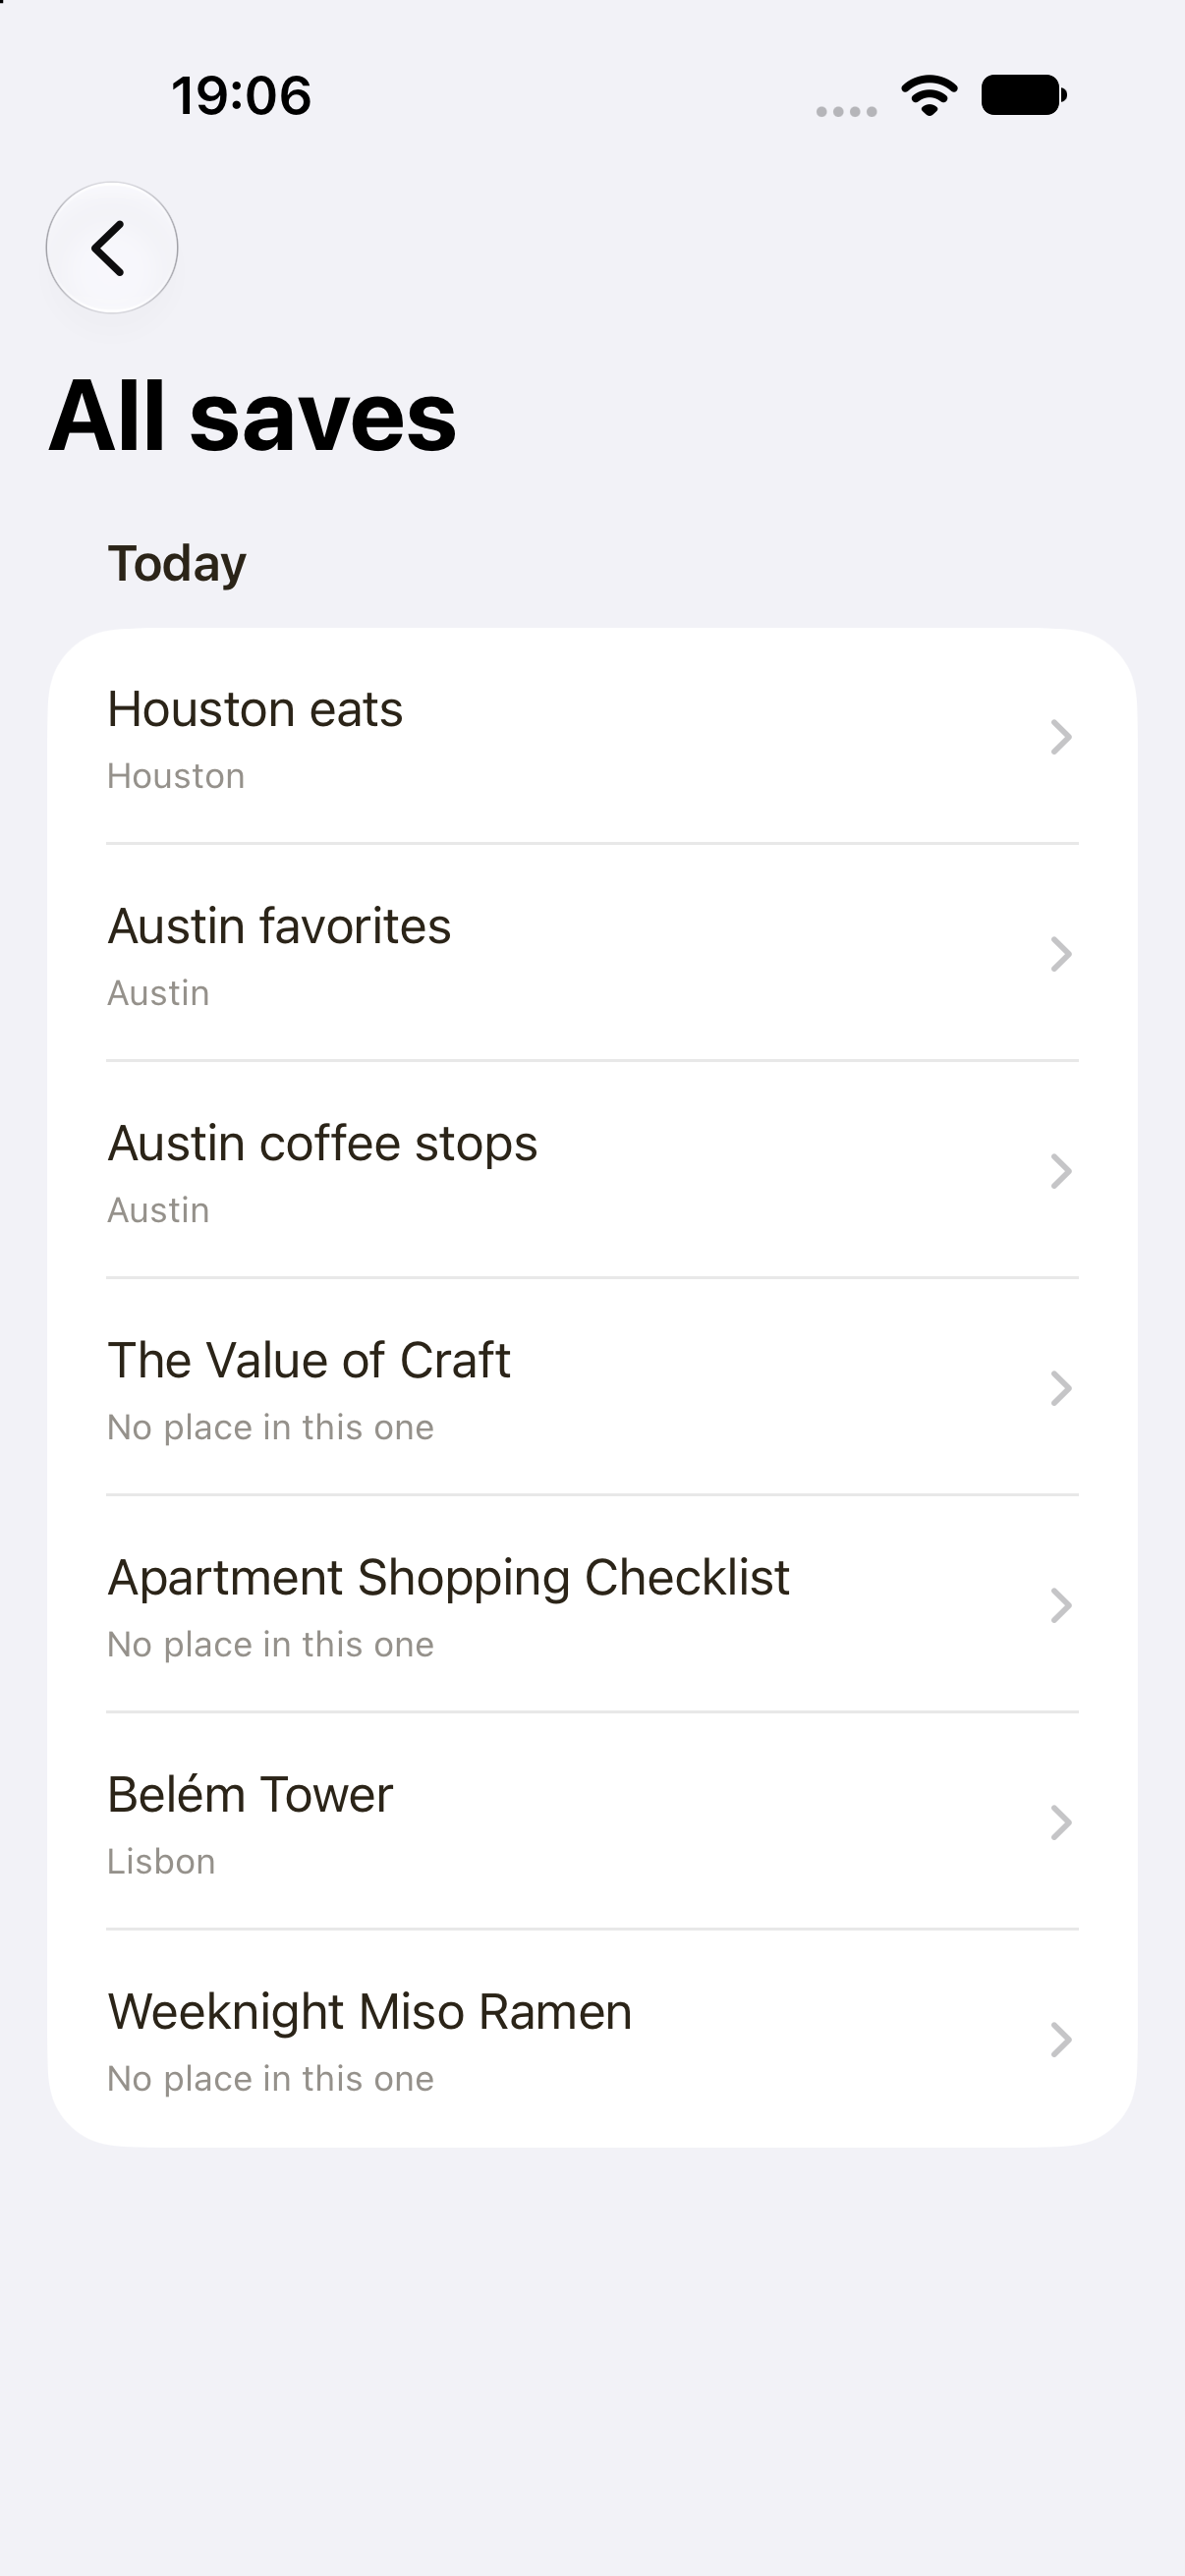 19:06
All saves
Today
Houston eats
Houston
Austin favorites
Austin
Austin coffee stops
Austin
The Value of Craft
No place in this one
Apartment Shopping Checklist
No place in this one
Belém Tower
Lisbon
Weeknight Miso Ramen
No place in this one